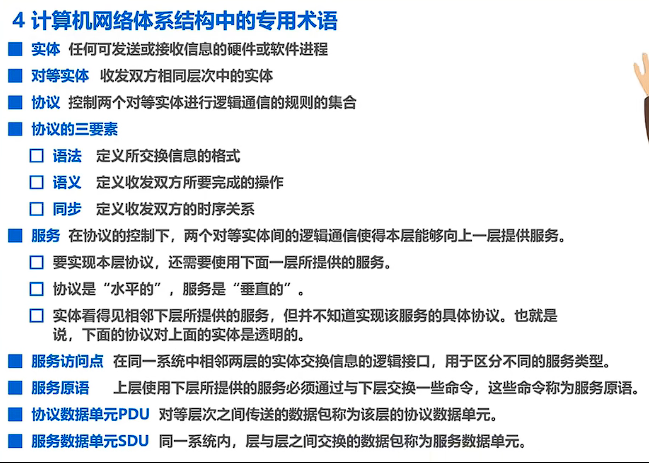 4 计算机网络体系结构中的专用术语
实体 任何可发送或接收信息的硬件或软件进程
对等实体 收发双方相同层次中的实体
协议 控制两个对等实体进行逻辑通信的规则的集合
协议的三要素
语法 定义所交换信息的格式
语义 定义收发双方所要完成的操作
同步 定义收发双方的时序关系
服务 在协议的控制下，两个对等实体间的逻辑通信使得本层能够向上一层提供服务。
要实现本层协议，还需要使用下面一层所提供的服务。
协议是“水平的”，服务是“垂直的”。
实体看得见相邻下层所提供的服务，但并不知道实现该服务的具体协议。也就是
说，下面的协议对上面的实体是透明的。
服务访问点 在同一系统中相邻两层的实体交换信息的逻辑接口，用于区分不同的服务类型。
服务原语 上层使用下层所提供的服务必须通过与下层交换一些命令，这些命令称为服务原语。
协议数据单元PDU 对等层次之间传送的数据包称为该层的协议数据单元。
服务数据单元SDU 同一系统内，层与层之间交换的数据包称为服务数据单元。